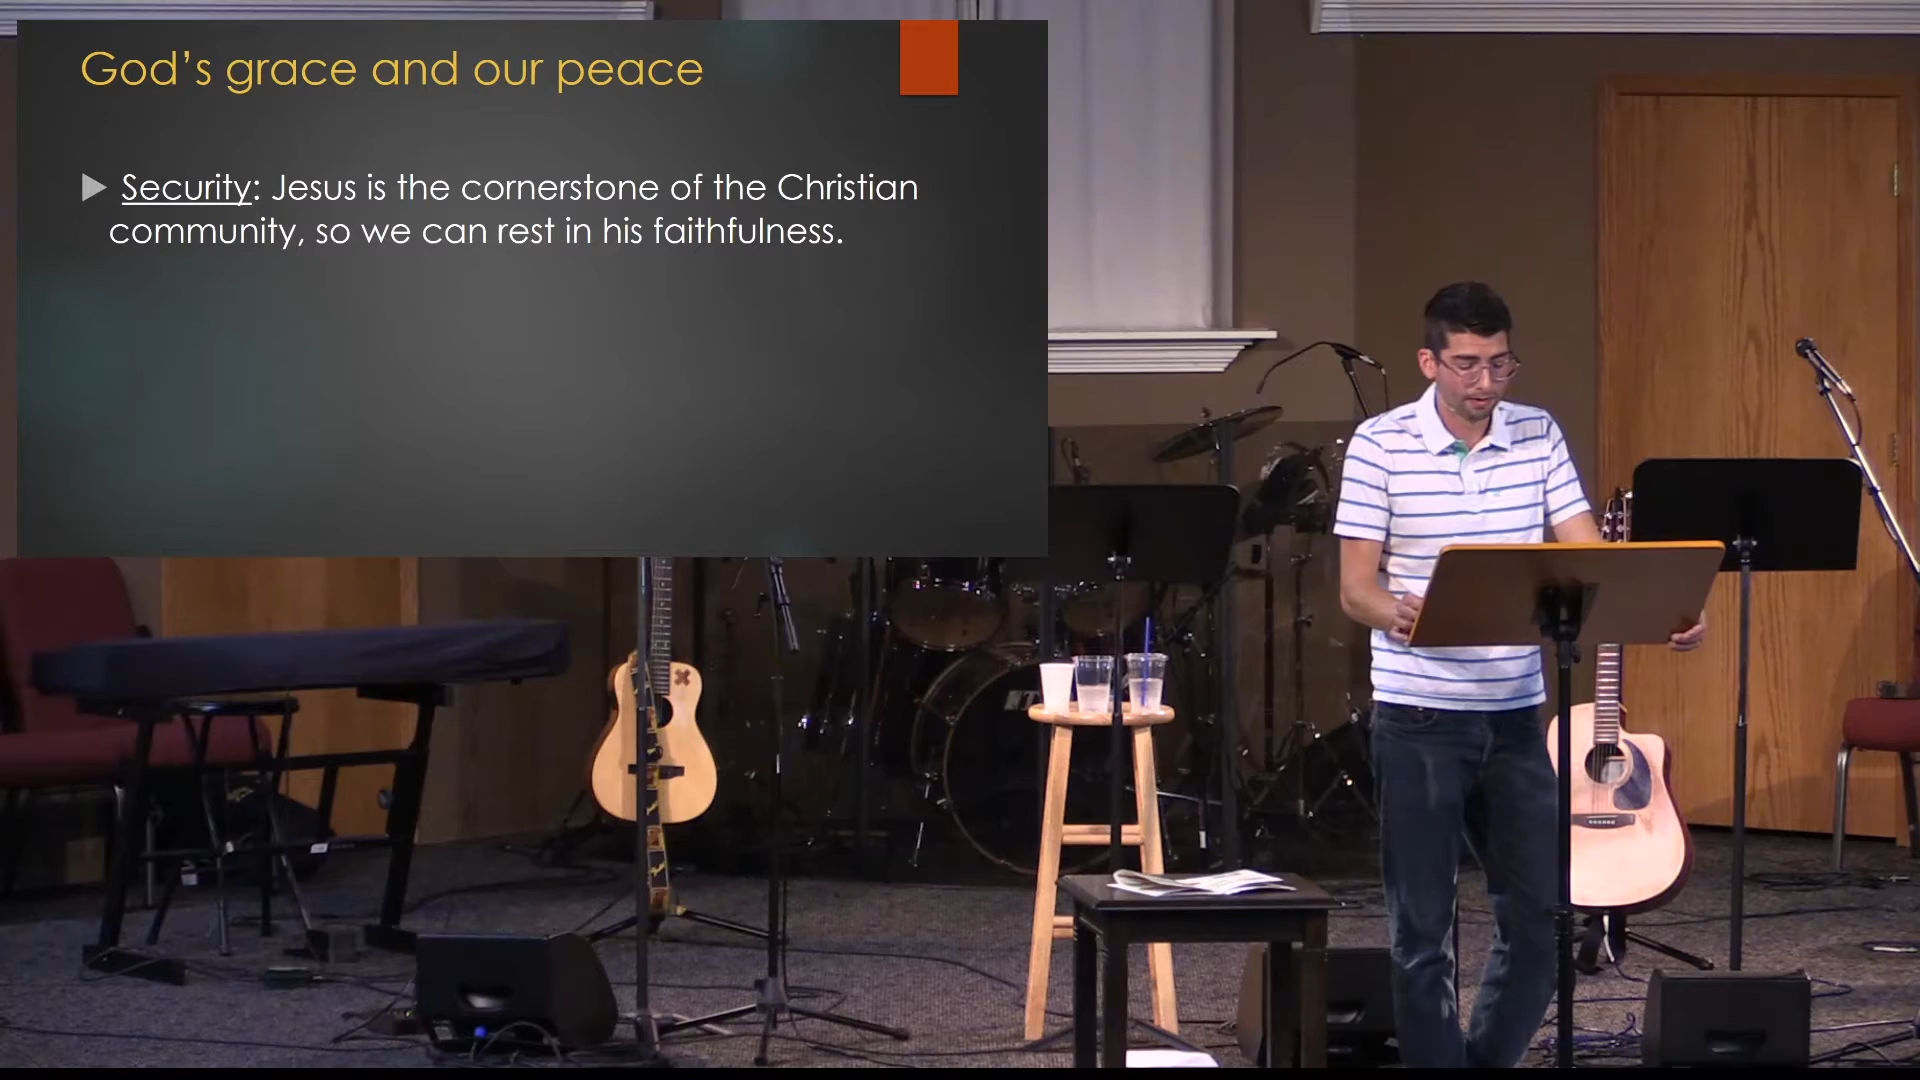 God's grace and our peace
Security: Jesus is the cornerstone of the Christian
community, so we can rest in his faithfulness.